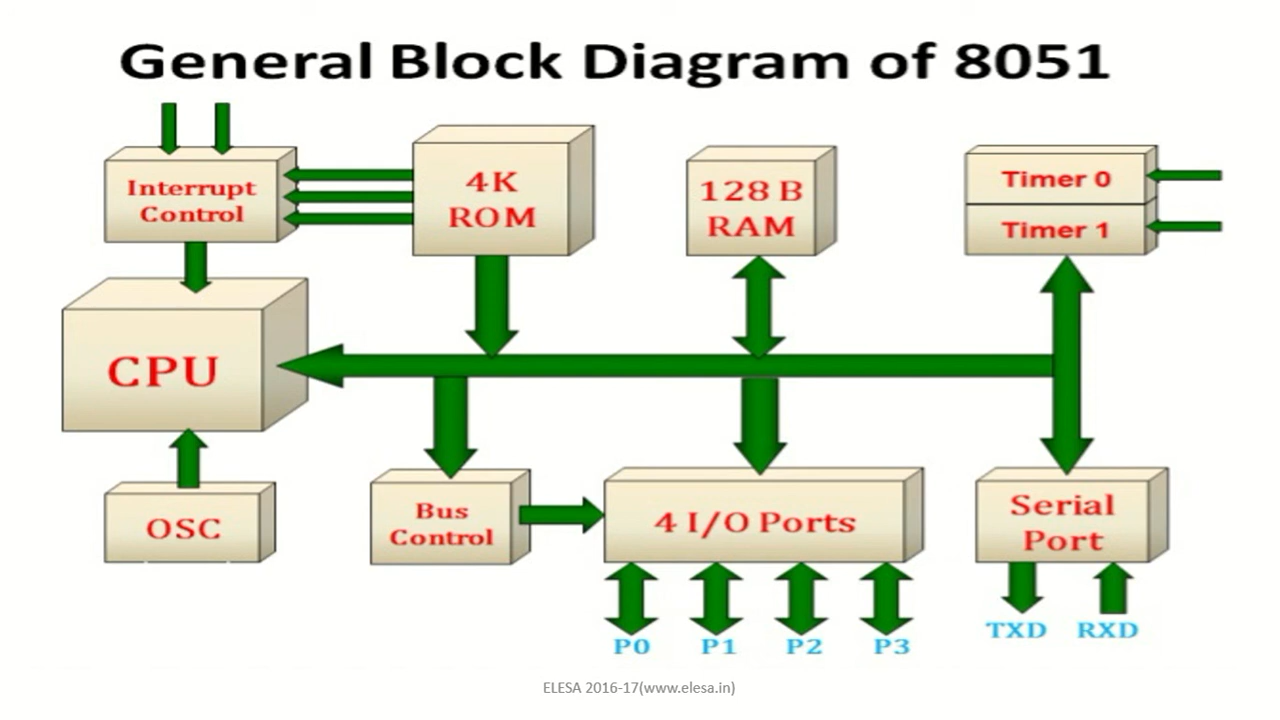 General Block Diagram of 8051
Interrupt
Control
4K
ROM
128 B
RAM
Timer 0
Timer 1
CPU
OSC
Bus
Control
4 I/O Ports
Serial
Port
P0
P1
P2
P3
TXD
RXD
ELESA 2016-17(www.elesa.in)